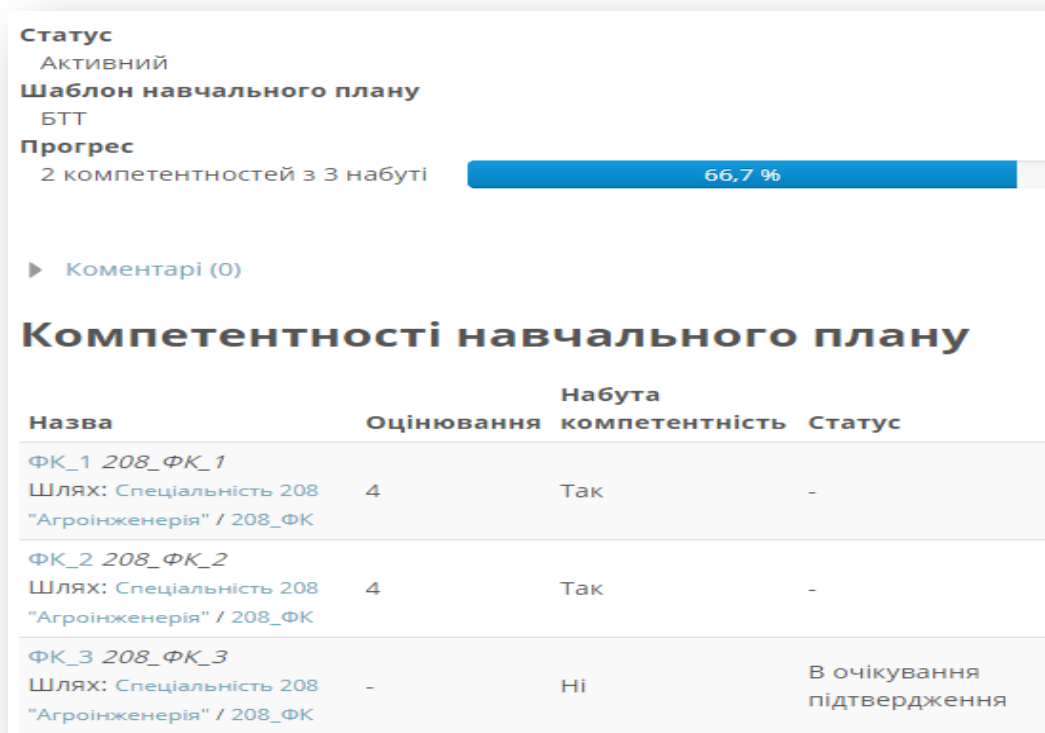 Статус
Активний
Шаблон навчального плану
БТТ
Прогрес
2 компетентностей з 3 набуті 66,7 %
Коментарі (0)
Компетентності навчального плану
Назва Оцінювання Набута компетентність Статус
ФК_1 208_ФК_1
Шлях: Спеціальність 208 "Агроінженерія" / 208_ФК
4 Так -
ФК_2 208_ФК_2
Шлях: Спеціальність 208 "Агроінженерія" / 208_ФК
4 Так -
ФК_3 208_ФК_3
Шлях: Спеціальність 208 "Агроінженерія" / 208_ФК
- Ні В очікування підтвердження